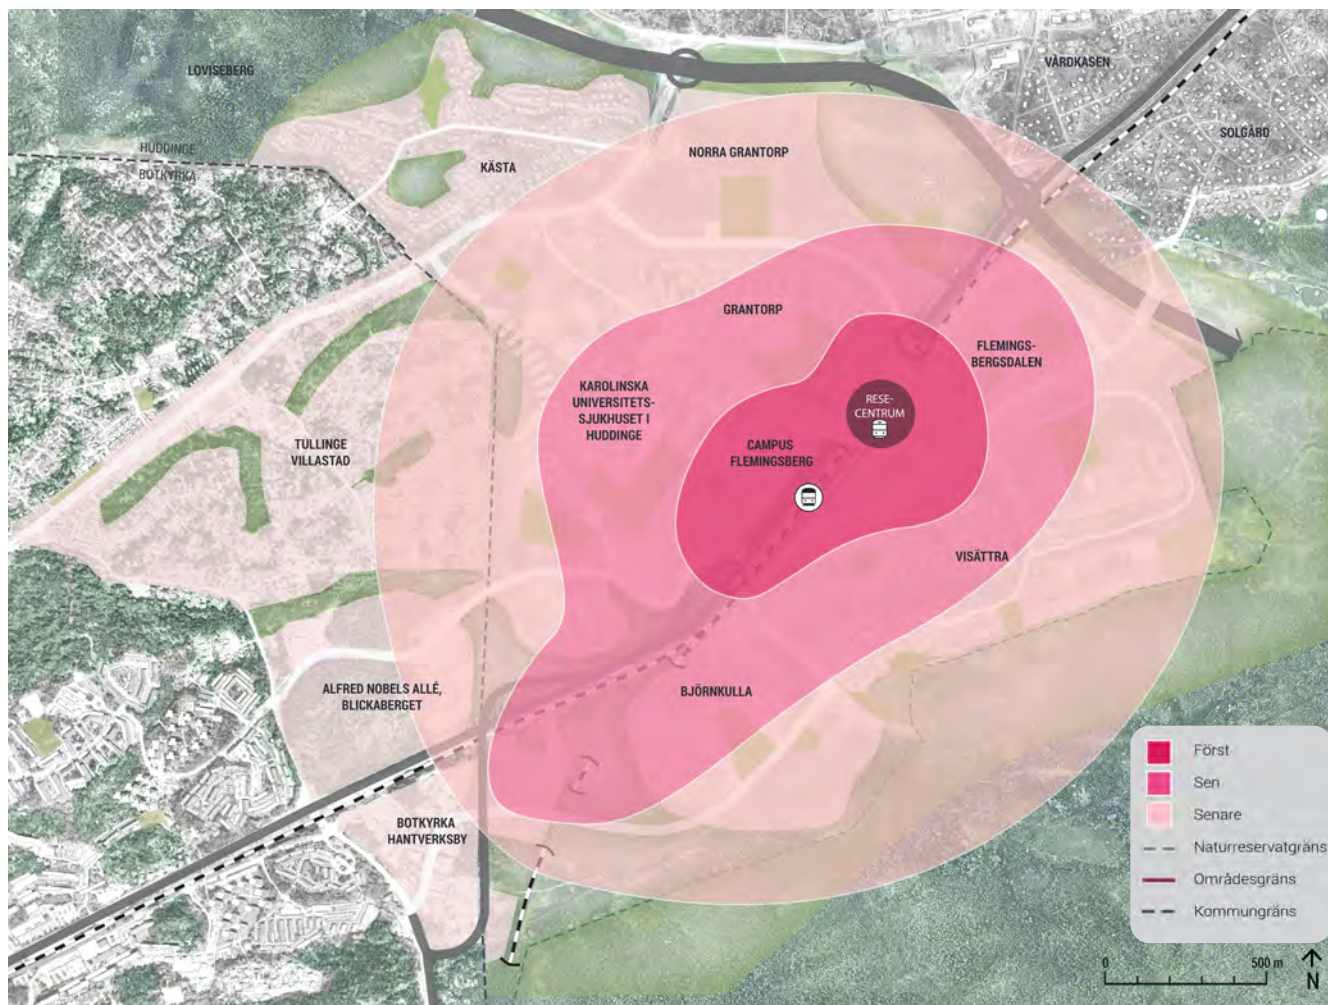 LOVISEBERG
VÅRDKASEN
SOLGÅRD
HUDDINGE
BOTKYRKA
KÄSTA
NORRA GRANTORP
GRANTORP
FLEMINGS-
BERGSDALEN
KAROLINSKA
UNIVERSITETS-
SJUKHUSET I
HUDDINGE
RESE-
CENTRUM
CAMPUS
FLEMINGSBERG
TULLINGE
VILLASTAD
VISÄTTRA
ALFRED NOBELS ALLÉ,
BLICKABERGET
BJÖRNKULLA
BOTKYRKA
HANTVERKSBY
Först
Sen
Senare
Naturreservatgräns
Områdesgräns
Kommungräns
0 500 m
N